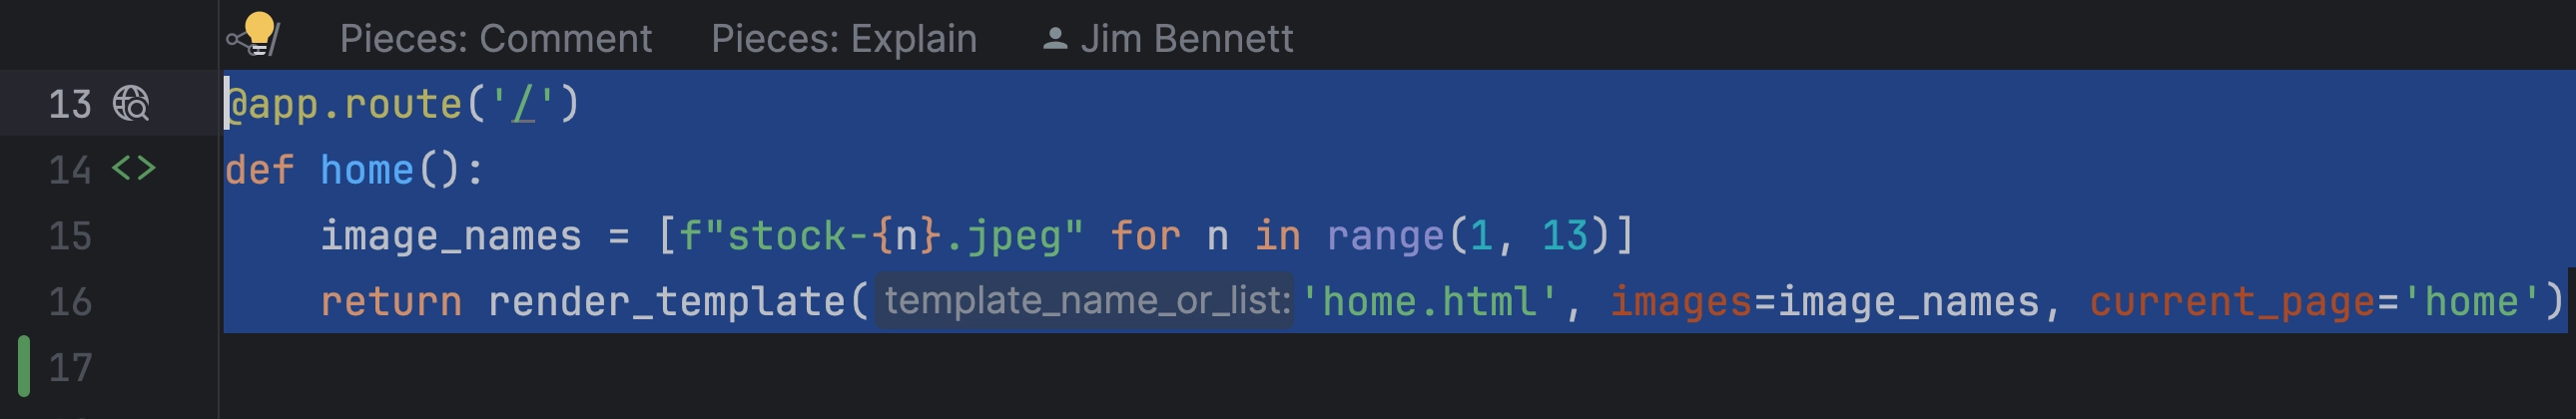 Pieces: Comment Pieces: Explain Jim Bennett
13 @app.route('/')
14 <> def home():
15     image_names = [f"stock-{n}.jpeg" for n in range(1, 13)]
16     return render_template( template_name_or_list: 'home.html', images=image_names, current_page='home')
17